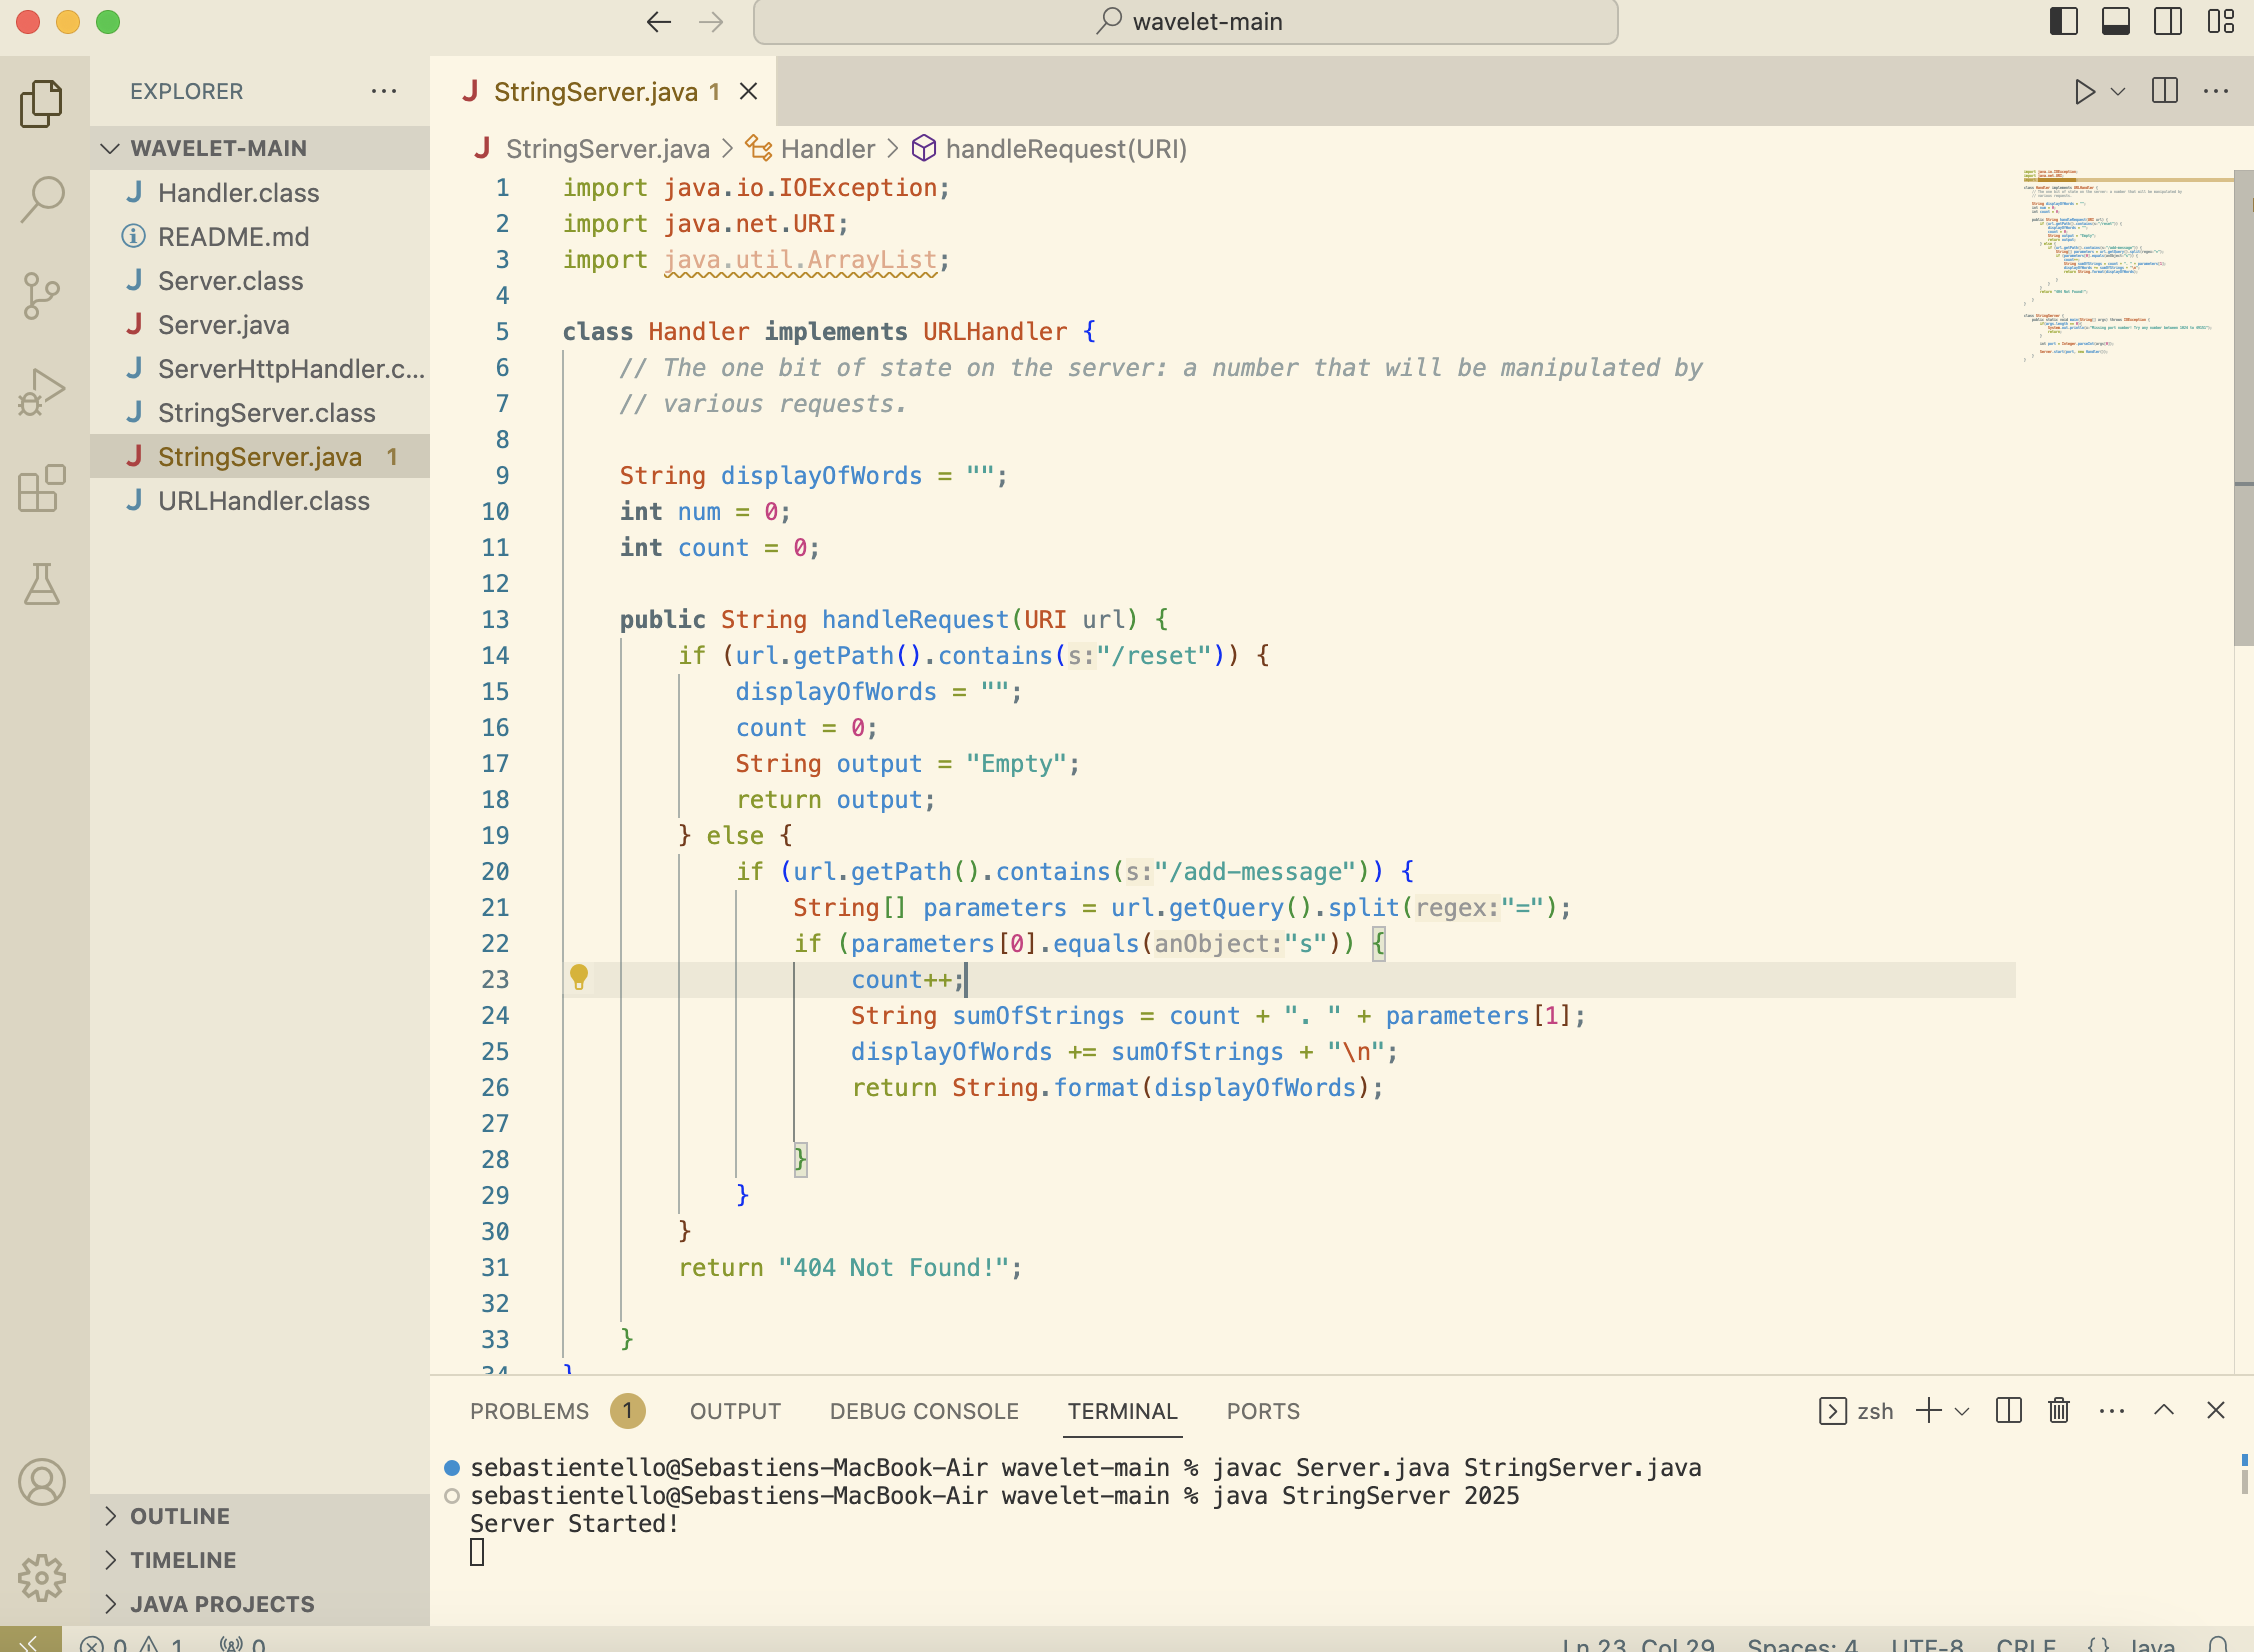 wavelet-main
EXPLORER
WAVELET-MAIN
Handler.class
README.md
Server.class
Server.java
ServerHttpHandler.c...
StringServer.class
StringServer.java 1
URLHandler.class
OUTLINE
TIMELINE
JAVA PROJECTS
StringServer.java 1
StringServer.java > Handler > handleRequest(URI)
1 import java.io.IOException;
2 import java.net.URI;
3 import java.util.ArrayList;
4
5 class Handler implements URLHandler {
6 // The one bit of state on the server: a number that will be manipulated by
7 // various requests.
8
9 String displayOfWords = "";
10 int num = 0;
11 int count = 0;
12
13 public String handleRequest(URI url) {
14 if (url.getPath().contains(s:"/reset")) {
15 displayOfWords = "";
16 count = 0;
17 String output = "Empty";
18 return output;
19 } else {
20 if (url.getPath().contains(s:"/add-message")) {
21 String[] parameters = url.getQuery().split(regex:"=");
22 if (parameters[0].equals(anObject:"s")) {
23 count++;
24 String sumOfStrings = count + ". " + parameters[1];
25 displayOfWords += sumOfStrings + "\n";
26 return String.format(displayOfWords);
27
28 }
29 }
30 }
31 return "404 Not Found!";
32
33 }
34 }
PROBLEMS 1 OUTPUT DEBUG CONSOLE TERMINAL PORTS
zsh
sebastientello@Sebastiens-MacBook-Air wavelet-main % javac Server.java StringServer.java
sebastientello@Sebastiens-MacBook-Air wavelet-main % java StringServer 2025
Server Started!
0 1 0
Ln 23, Col 29 Spaces: 4 UTF-8 CRLF {} Java